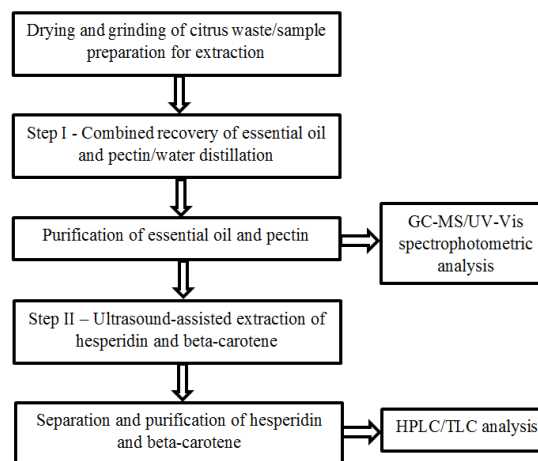 Drying and grinding of citrus waste/sample
preparation for extraction
Step I - Combined recovery of essential oil
and pectin/water distillation
Purification of essential oil and pectin
GC-MS/UV-Vis
spectrophotometric
analysis
Step II – Ultrasound-assisted extraction of
hesperidin and beta-carotene
Separation and purification of hesperidin
and beta-carotene
HPLC/TLC analysis